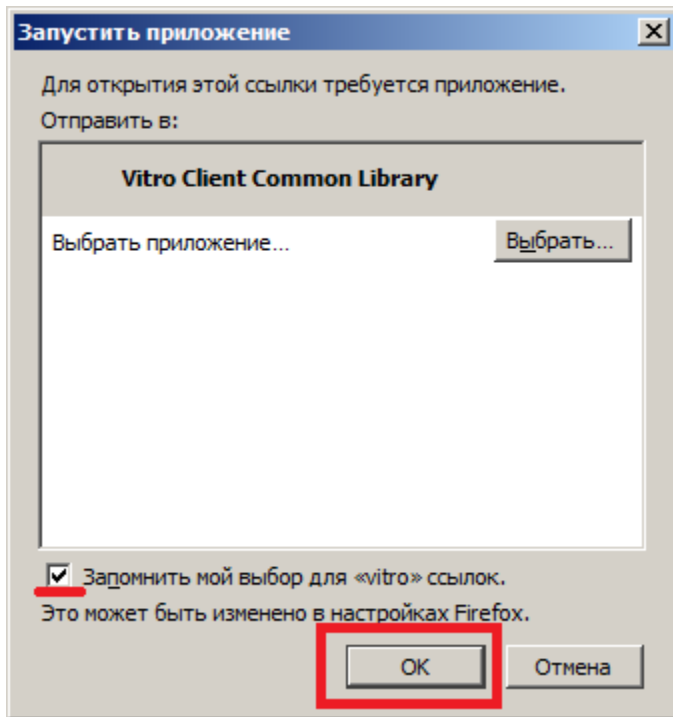 Запустить приложение
Для открытия этой ссылки требуется приложение.
Отправить в:
Vitro Client Common Library
Выбрать приложение...
Выбрать...
Запомнить мой выбор для «vitro» ссылок.
Это может быть изменено в настройках Firefox.
OK
Отмена